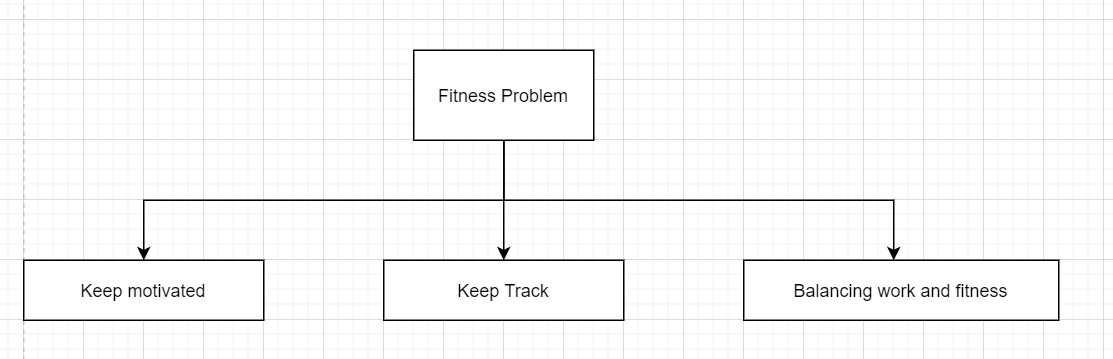 Fitness Problem
Keep motivated
Keep Track
Balancing work and fitness